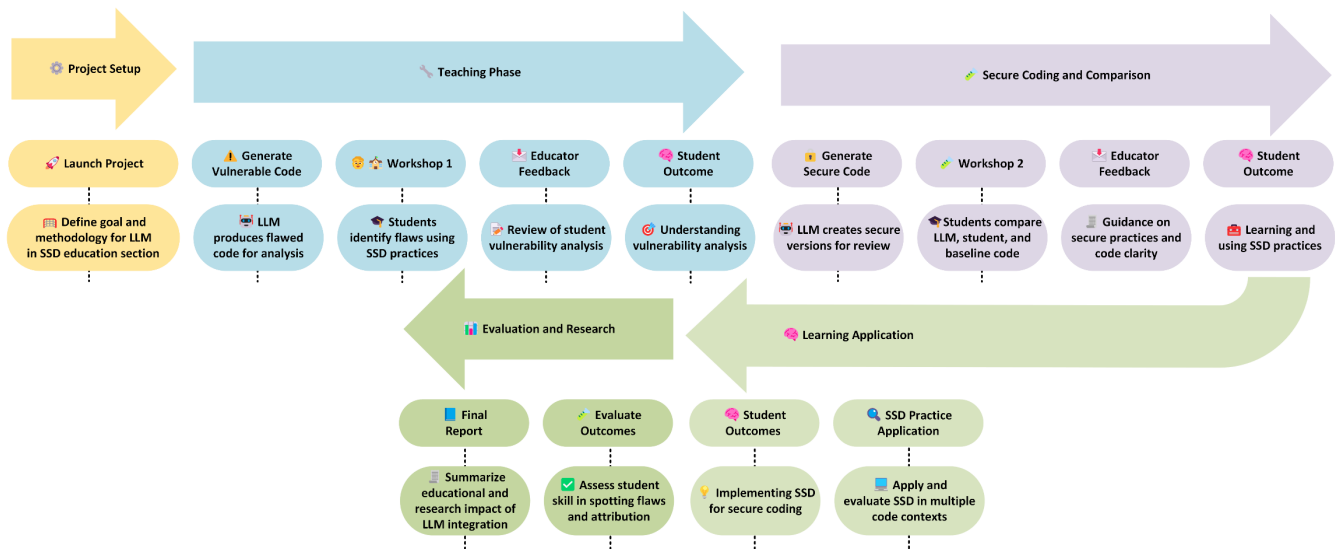 Project Setup
Teaching Phase
Secure Coding and Comparison
Launch Project
Generate
Vulnerable Code
Workshop 1
Educator
Feedback
Student
Outcome
Generate
Secure Code
Workshop 2
Educator
Feedback
Student
Outcome
Define goal and
methodology for LLM
in SSD education section
LLM
produces flawed
code for analysis
Students
identify flaws using
SSD practices
Review of student
vulnerability analysis
Understanding
vulnerability analysis
LLM creates secure
versions for review
Students compare
LLM, student, and
baseline code
Guidance on
secure practices and
code clarity
Learning and
using SSD practices
Learning Application
Evaluation and Research
SSD Practice
Application
Student
Outcomes
Evaluate
Outcomes
Final
Report
Apply and
evaluate SSD in multiple
code contexts
Implementing SSD
for secure coding
Assess student
skill in spotting flaws
and attribution
Summarize
educational and
research impact of
LLM integration